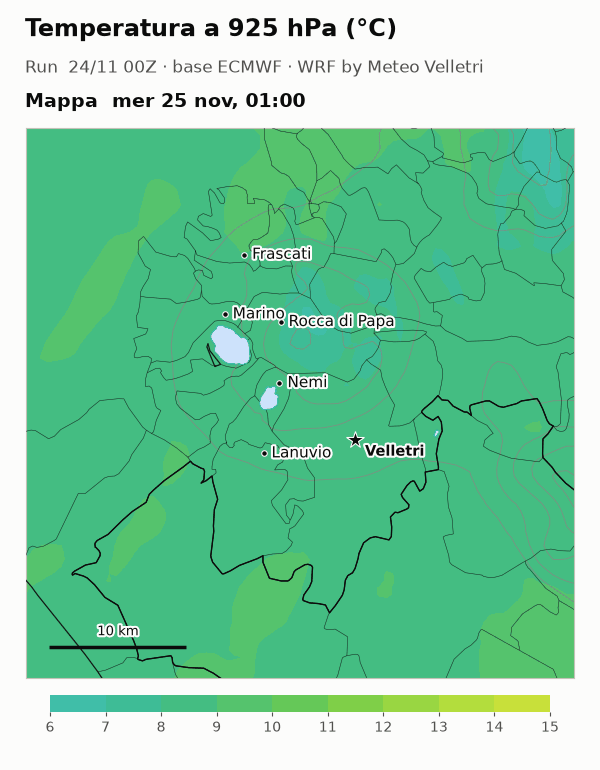 Temperatura a 925 hPa (°C)
Run 24/11 00Z · base ECMWF · WRF by Meteo Velletri
Mappa mer 25 nov, 01:00
Frascati
Marino
Rocca di Papa
Nemi
Velletri
Lanuvio
10 km
6 7 8 9 10 11 12 13 14 15